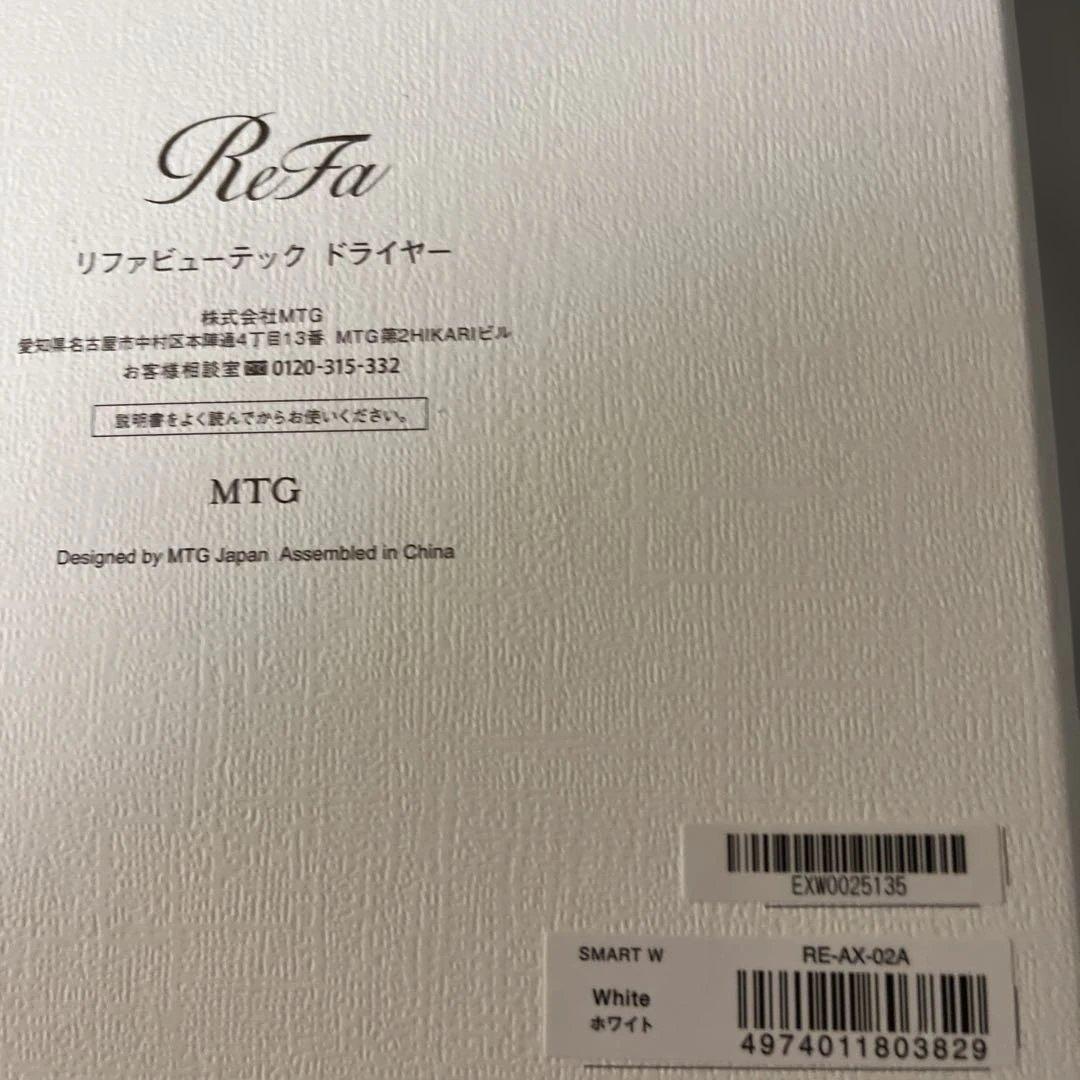 ReFa
リファビューテック ドライヤー
株式会社MTG
愛知県名古屋市中村区本陣通4丁目13番 MTG第2HIKARIビル
お客様相談室 0120-315-332
説明書をよく読んでからお使いください。
MTG
Designed by MTG Japan Assembled in China
EXW0025135
SMART W RE-AX-02A
White
ホワイト
4974011803829